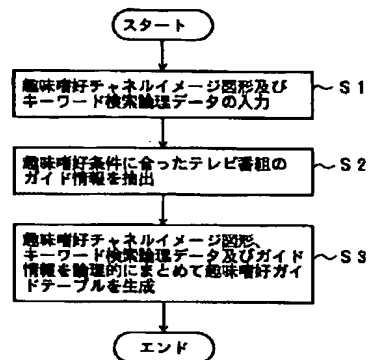 スタート
趣味嗜好チャネルイメージ図形及び
キーワード検索論理データの入力
S1
趣味嗜好条件に合ったテレビ番組の
ガイド情報を抽出
S2
趣味嗜好チャネルイメージ図形、
キーワード検索論理データ及びガイド
情報を論理的にまとめて趣味嗜好ガイ
ドテーブルを生成
S3
エンド